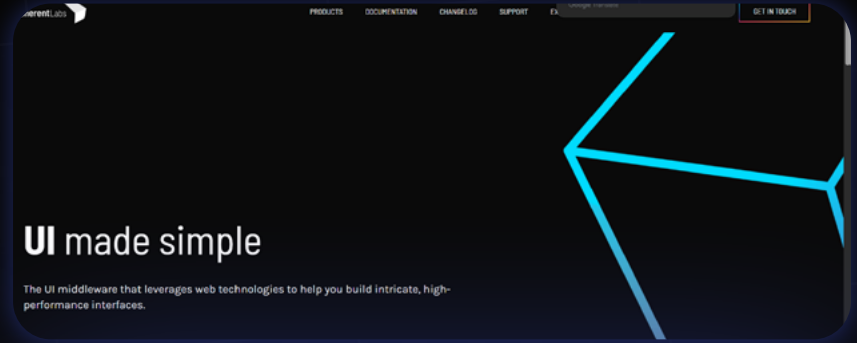 herentLabs
PRODUCTS DOCUMENTATION CHANGELOG SUPPORT GET IN TOUCH
UI made simple
The UI middleware that leverages web technologies to help you build intricate, high-
performance interfaces.